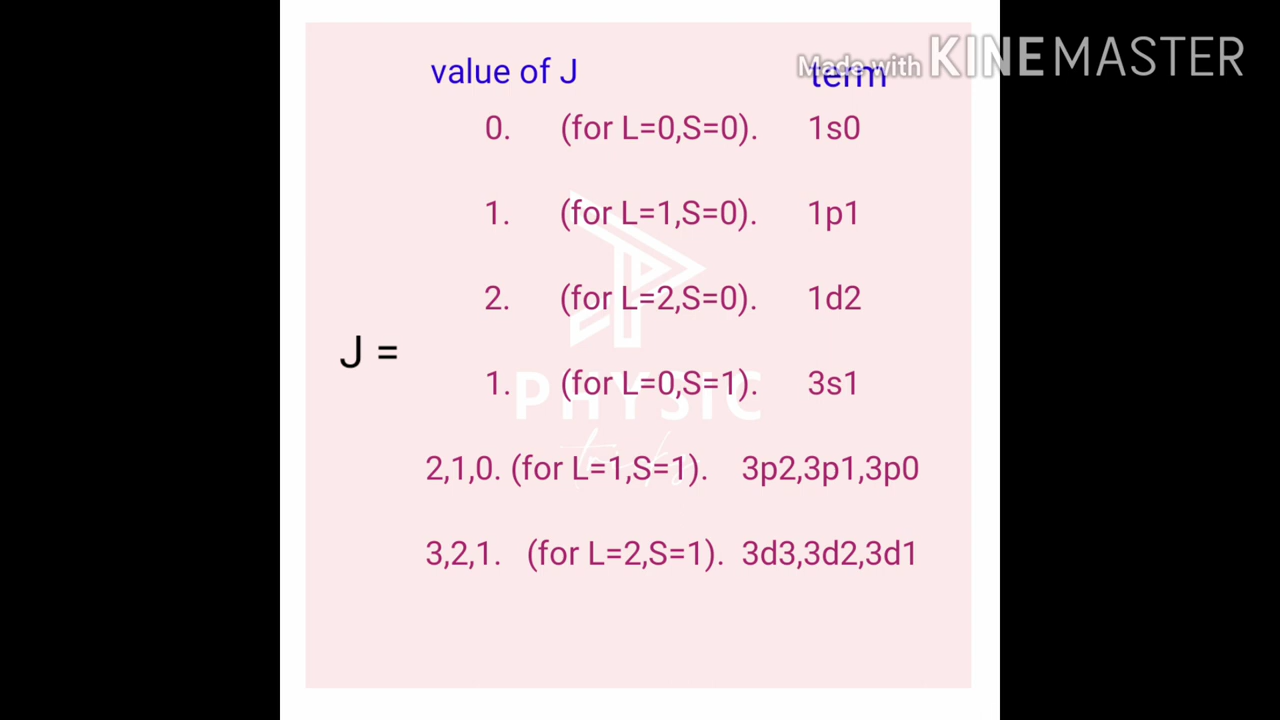 Made with KINEMASTER
value of J term
0. (for L=0,S=0). 1s0
1. (for L=1,S=0). 1p1
2. (for L=2,S=0). 1d2
J =
1. (for L=0,S=1). 3s1
PHYSIC
2,1,0. (for L=1,S=1). 3p2,3p1,3p0
3,2,1. (for L=2,S=1). 3d3,3d2,3d1